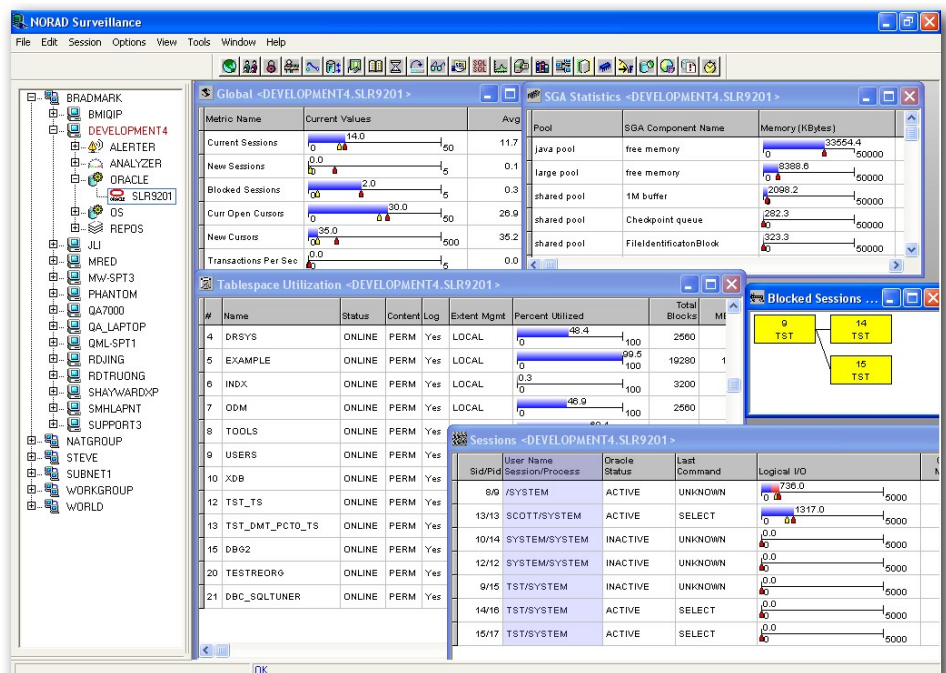 NORAD Surveillance
File Edit Session Options View Tools Window Help
BRADMARK
BMIQIP
DEVELOPMENT4
ALERTER
ANALYZER
ORACLE
SLR9201
OS
REPOS
JLI
MRED
MW-SPT3
PHANTOM
QA7000
QA_LAPTOP
QML-SPT1
RDJING
RDTRUONG
SHAYWARDXP
SMHLAPNT
SUPPORT3
NATGROUP
STEVE
SUBNET1
WORKGROUP
WORLD
Global <DEVELOPMENT4.SLR9201>
Metric Name Current Values Avg
Current Sessions 14.0 0 50 11.7
New Sessions 0.0 0 5 0.1
Blocked Sessions 2.0 0 5 0.3
Curr Open Cursors 30.0 0 50 26.9
New Cursors 35.0 0 500 35.2
Transactions Per Sec 0.0 0 0.0
SGA Statistics <DEVELOPMENT4.SLR9201>
Pool SGA Component Name Memory (KBytes)
java pool free memory 33554.4 0 50000
large pool free memory 8388.6 0 50000
shared pool 1M buffer 2098.2 0 50000
shared pool Checkpoint queue 282.3 0 50000
shared pool FileIdentificatonBlock 323.3 0 50000
Tablespace Utilization <DEVELOPMENT4.SLR9201>
# Name Status Content Log Extent Mgmt Percent Utilized Total Blocks
4 DRSYS ONLINE PERM Yes LOCAL 48.4 0 100 2560
5 EXAMPLE ONLINE PERM Yes LOCAL 99.5 0 100 19280 1
6 INDX ONLINE PERM Yes LOCAL 0.3 0 100 3200
7 ODM ONLINE PERM Yes LOCAL 46.9 0 100 2560
8 TOOLS ONLINE PERM Yes
9 USERS ONLINE PERM Yes
10 XDB ONLINE PERM Yes
12 TST_TS ONLINE PERM Yes
13 TST_DMT_PCT0_TS ONLINE PERM Yes
15 DBG2 ONLINE PERM Yes
20 TESTREORG ONLINE PERM Yes
21 DBC_SQLTUNER ONLINE PERM Yes
Blocked Sessions ...
9 TST
14 TST
15 TST
Sessions <DEVELOPMENT4.SLR9201>
Sid/Pid User Name Session/Process Oracle Status Last Command Logical I/O
8/9 /SYSTEM ACTIVE UNKNOWN 736.0 0 5000
13/13 SCOTT/SYSTEM ACTIVE SELECT 1317.0 0 5000
10/14 SYSTEM/SYSTEM INACTIVE UNKNOWN 0.0 0 5000
12/12 SYSTEM/SYSTEM INACTIVE UNKNOWN 0.0 0 5000
9/15 TST/SYSTEM INACTIVE UNKNOWN 0.0 0 5000
14/16 TST/SYSTEM ACTIVE SELECT 0.0 0 5000
15/17 TST/SYSTEM ACTIVE SELECT 0.0 0 5000
OK